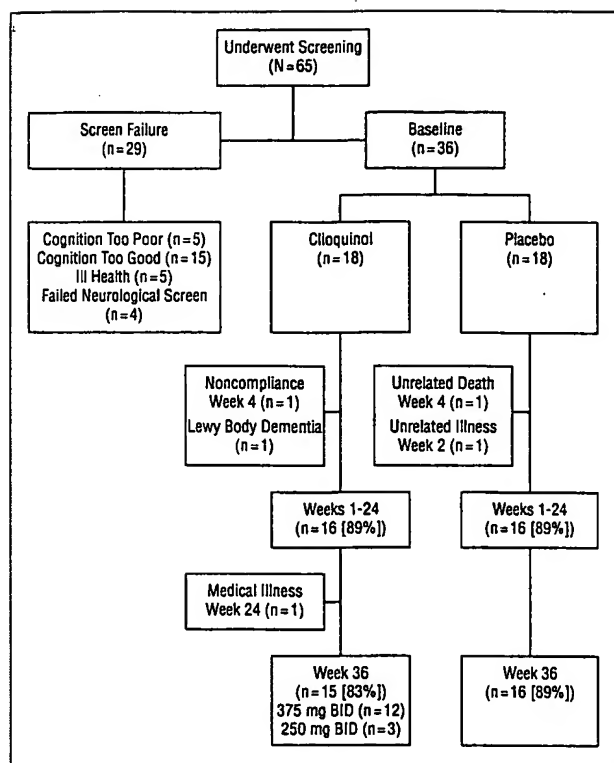 Underwent Screening
(N=65)
Screen Failure
(n=29)
Baseline
(n=36)
Cognition Too Poor (n=5)
Cognition Too Good (n=15)
Ill Health (n=5)
Failed Neurological Screen
(n=4)
Clioquinol
(n=18)
Placebo
(n=18)
Noncompliance
Week 4 (n=1)
Lewy Body Dementia
(n=1)
Unrelated Death
Week 4 (n=1)
Unrelated Illness
Week 2 (n=1)
Weeks 1-24
(n=16 [89%])
Weeks 1-24
(n=16 [89%])
Medical Illness
Week 24 (n=1)
Week 36
(n=15 [83%])
375 mg BID (n=12)
250 mg BID (n=3)
Week 36
(n=16 [89%])